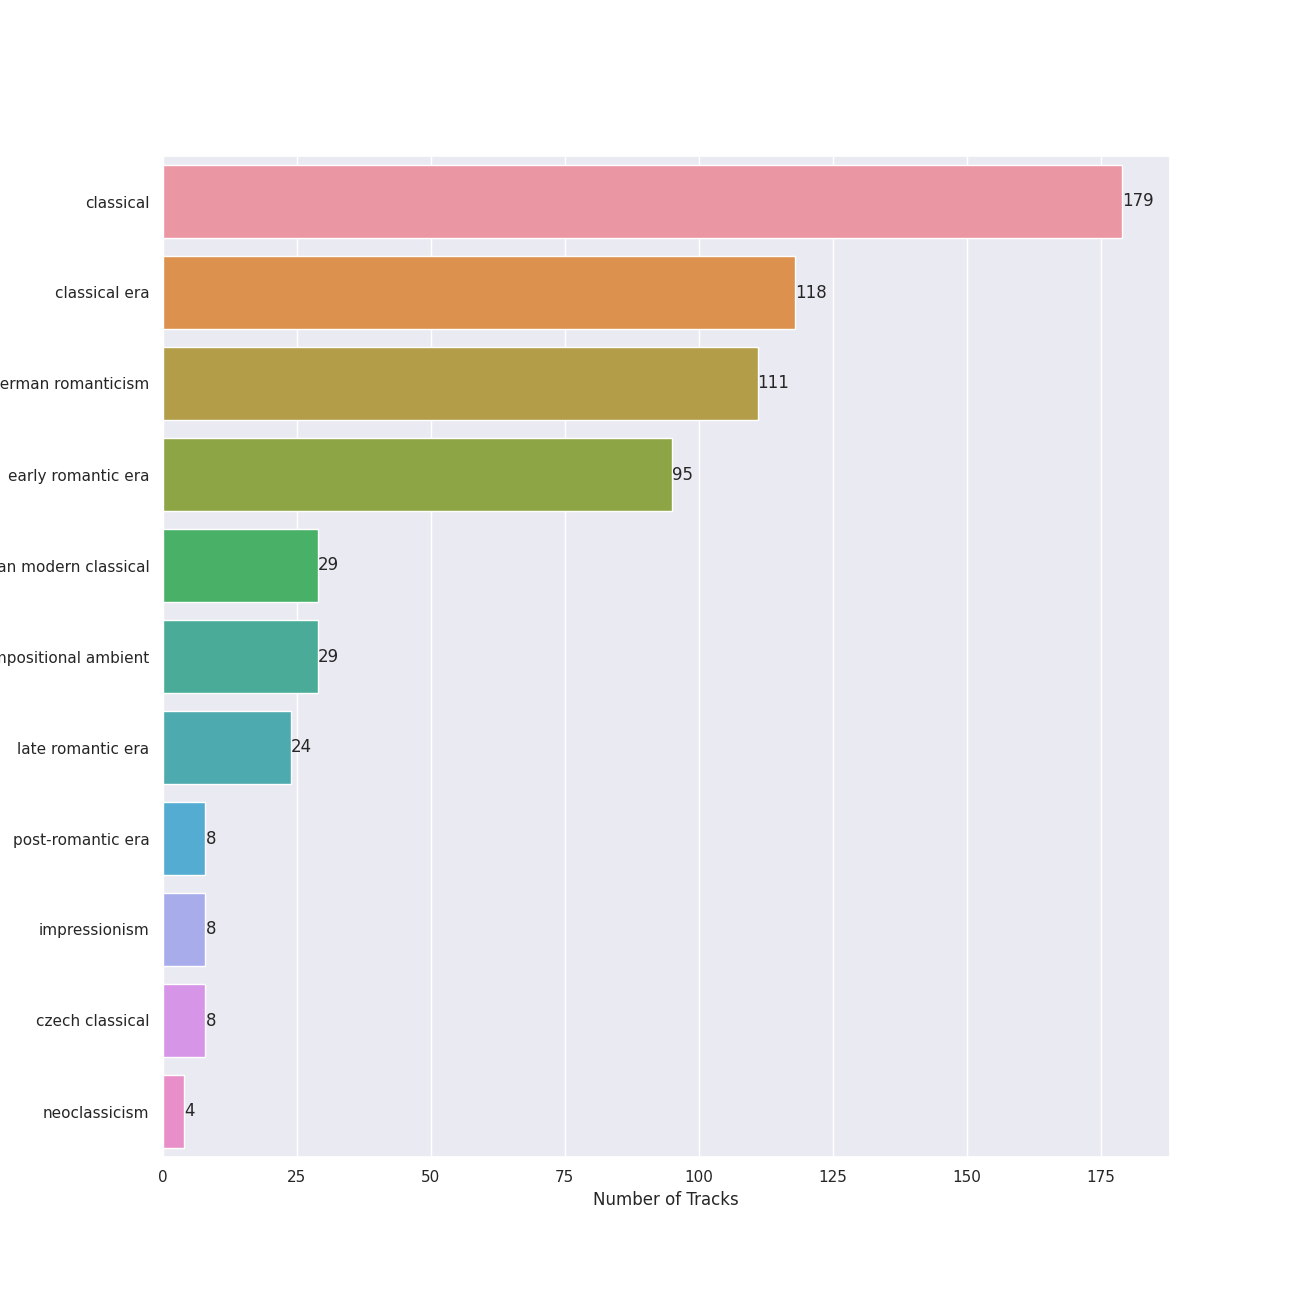 classical
179
classical era
118
erman romanticism
111
early romantic era
95
an modern classical
29
mpositional ambient
29
late romantic era
24
post-romantic era
8
impressionism
8
czech classical
8
neoclassicism
4
0 25 50 75 100 125 150 175
Number of Tracks